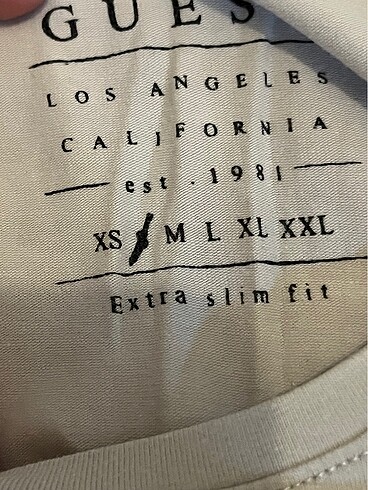 GUES
LOS ANGELES
CALIFORNIA
est . 1981
XS M L XL XXL
Extra slim fit